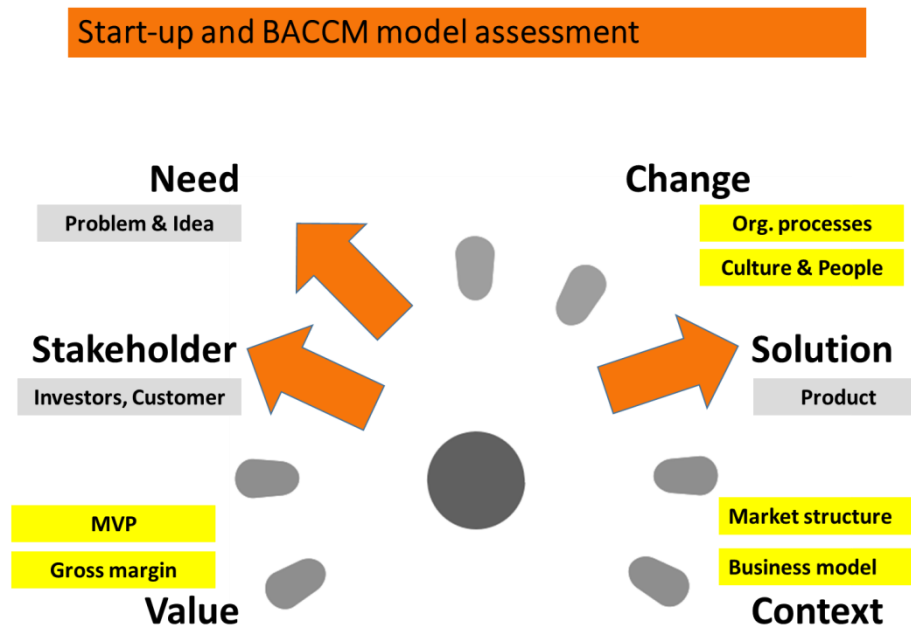 Start-up and BACCM model assessment
Need
Problem & Idea
Change
Org. processes
Culture & People
Stakeholder
Investors, Customer
Solution
Product
MVP
Gross margin
Value
Market structure
Business model
Context